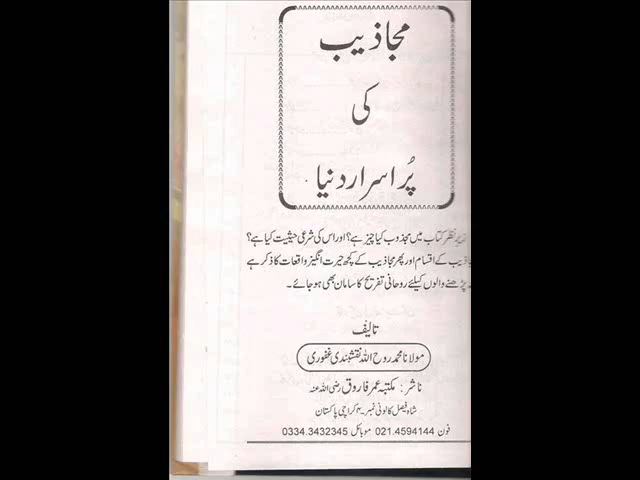 مجاذیب
کی
پُراسرار دنیا
نظر کتاب میں مجذوب کیا چیز ہے؟ اور اس کی شرعی حیثیت کیا ہے؟
کے اقسام اور پھر مجاذیب کے کچھ حیرت انگیز واقعات کا ذکر ہے
پڑھنے والوں کیلئے روحانی تفریح کا سامان بھی ہو جائے۔
تالیف
مولانا محمد روح اللہ نقشبندی غفوری
ناشر: مکتبہ عمر فاروق رضی اللہ عنہ
شاہ فیصل کالونی نمبر۔۴ کراچی پاکستان
فون 021.4594144 موبائل 0334.3432345